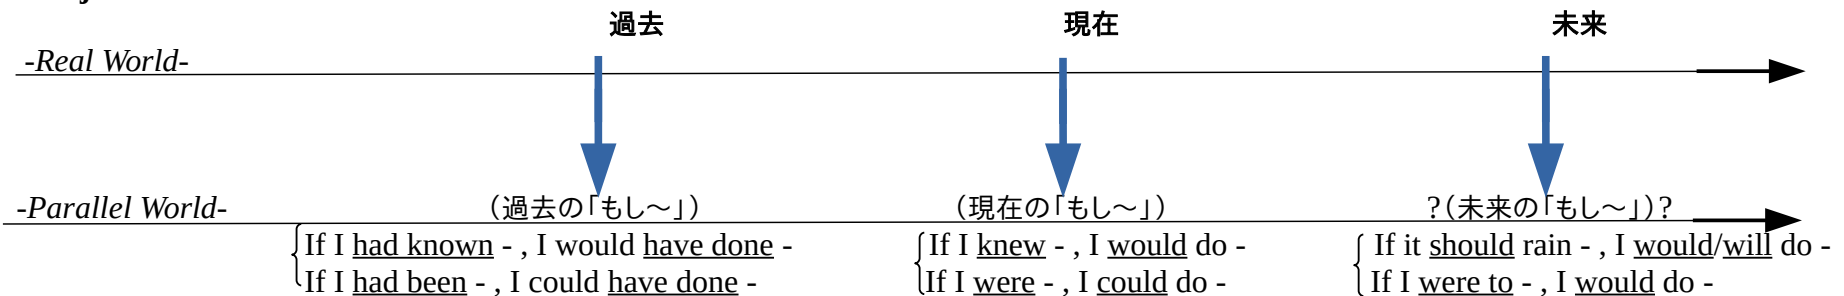 過去 現在 未来
-Real World-
-Parallel World- （過去の「もし～」） （現在の「もし～」） ?（未来の「もし～」）?
If I had known - , I would have done - If I knew - , I would do - If it should rain - , I would/will do -
If I had been - , I could have done - If I were - , I could do - If I were to - , I would do -